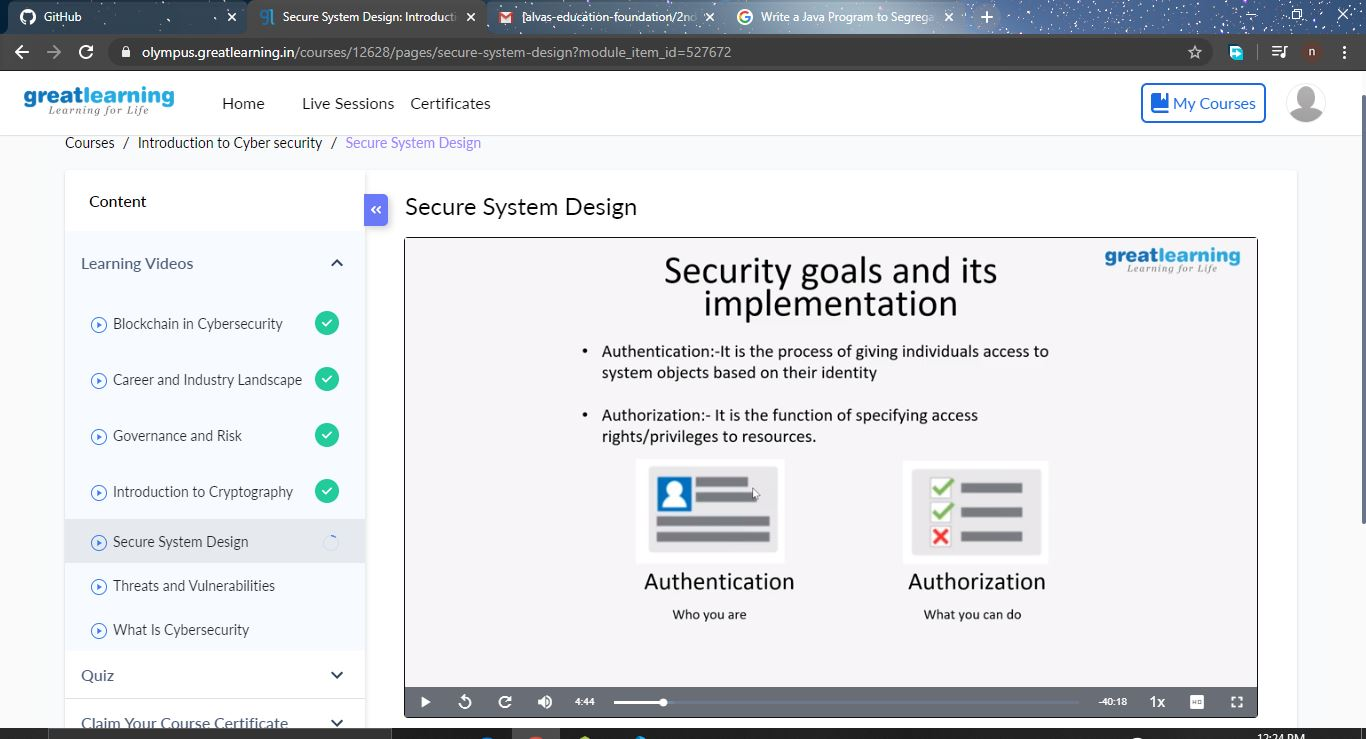 GitHub
Secure System Design: Introducti
[alvas-education-foundation/2nd
Write a Java Program to Segrega
olympus.greatlearning.in/courses/12628/pages/secure-system-design?module_item_id=527672
n
greatlearning
Learning for Life
Home
Live Sessions
Certificates
My Courses
Courses / Introduction to Cyber security / Secure System Design
Content
«
Secure System Design
Learning Videos
Blockchain in Cybersecurity
Career and Industry Landscape
Governance and Risk
Introduction to Cryptography
Secure System Design
Threats and Vulnerabilities
What Is Cybersecurity
Quiz
Claim Your Course Certificate
greatlearning
Learning for Life
Security goals and its
implementation
• Authentication:-It is the process of giving individuals access to
system objects based on their identity
• Authorization:- It is the function of specifying access
rights/privileges to resources.
Authentication
Authorization
Who you are
What you can do
4:44
-40:18
1x
HD
12:24 PM